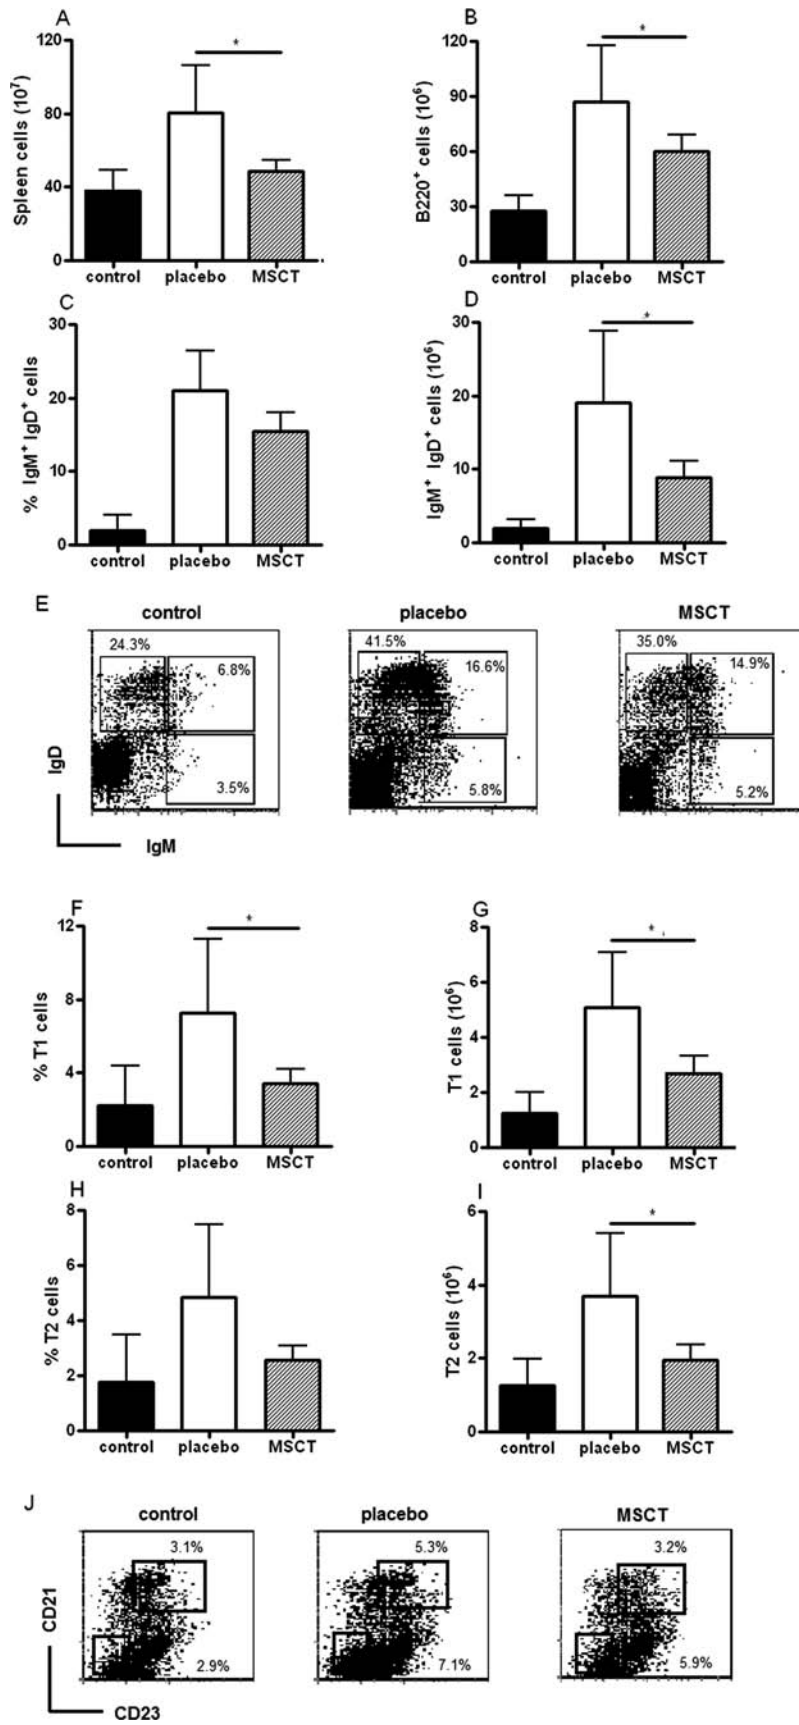 A
Spleen cells (10⁷)
120
80
40
0
*
control placebo MSCT
B
B220⁺ cells (10⁶)
120
90
60
30
0
*
control placebo MSCT
C
% IgM⁺ IgD⁺ cells
30
20
10
0
control placebo MSCT
D
IgM⁺ IgD⁺ cells (10⁶)
30
20
10
0
*
control placebo MSCT
E
control placebo MSCT
24.3%
6.8%
3.5%
41.5%
16.6%
5.8%
35.0%
14.9%
5.2%
IgD
IgM
F
% T1 cells
12
8
4
0
*
control placebo MSCT
G
T1 cells (10⁶)
8
6
4
2
0
*
control placebo MSCT
H
% T2 cells
8
6
4
2
0
control placebo MSCT
I
T2 cells (10⁶)
6
4
2
0
*
control placebo MSCT
J
control placebo MSCT
3.1%
2.9%
5.3%
7.1%
3.2%
5.9%
CD21
CD23